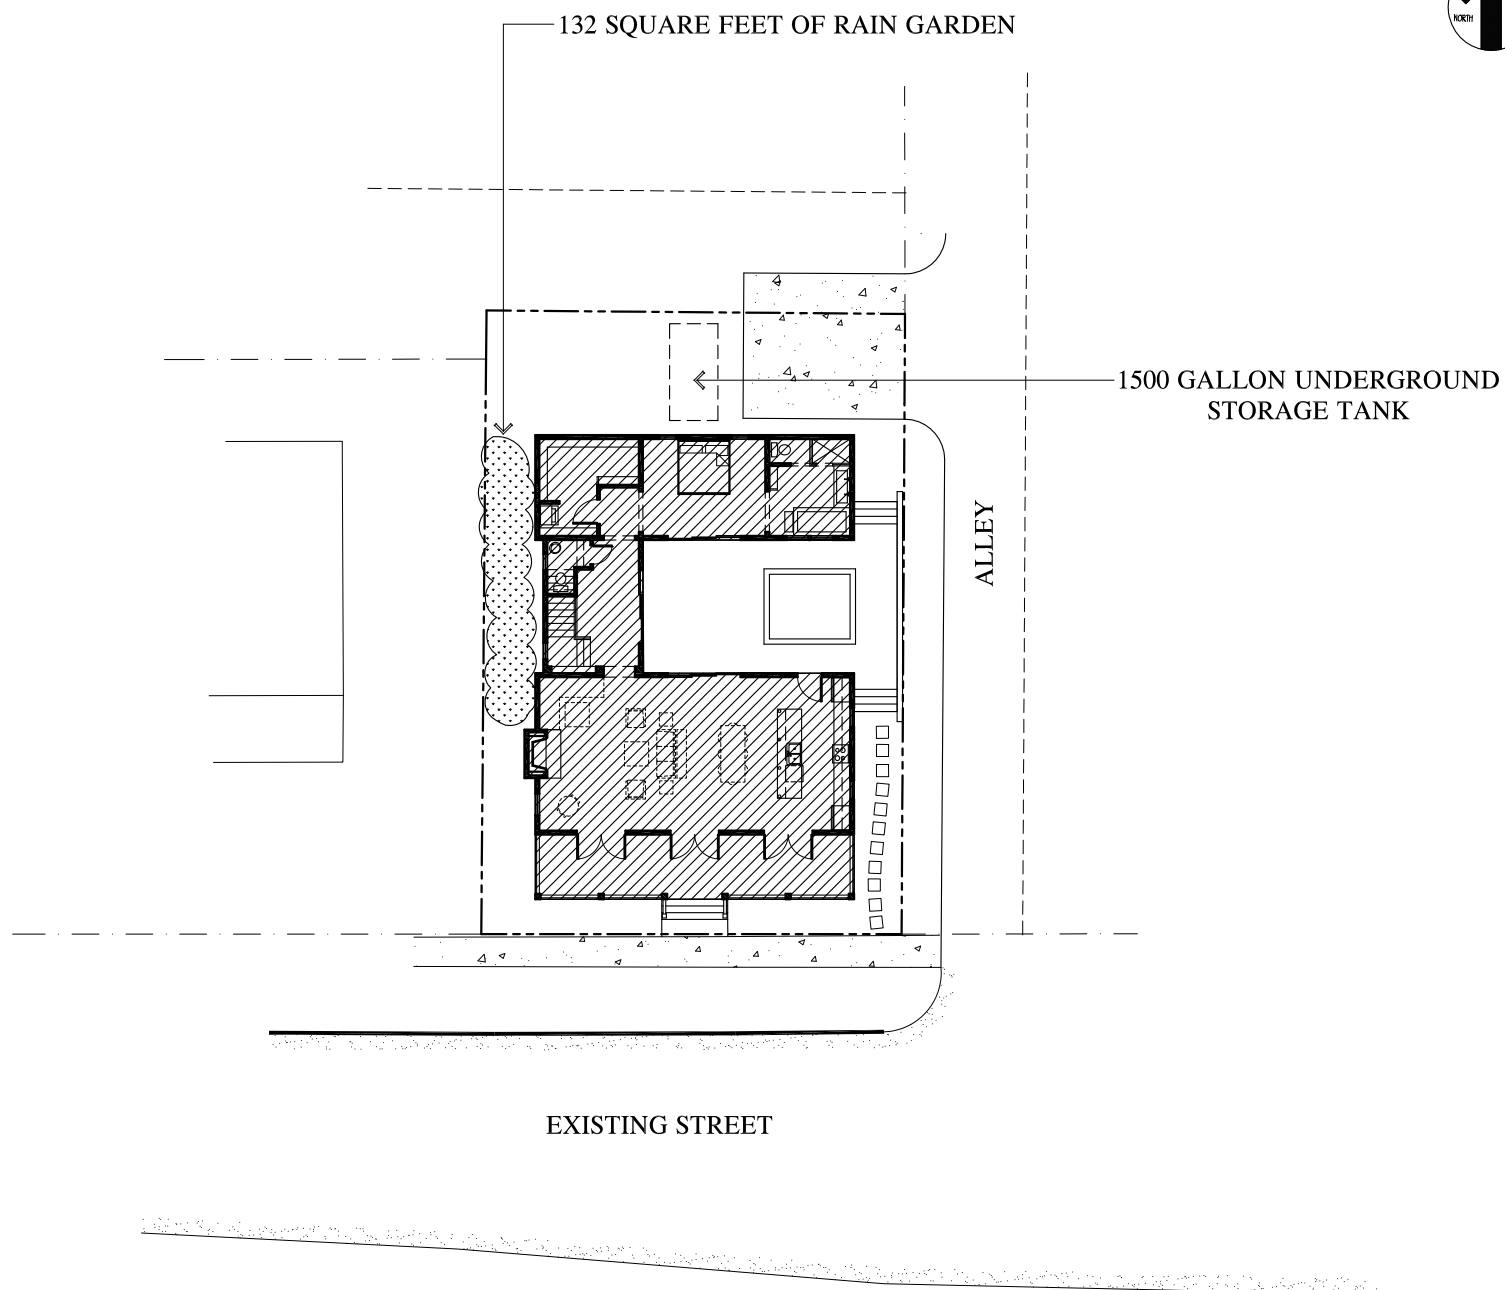 132 SQUARE FEET OF RAIN GARDEN
NORTH
1500 GALLON UNDERGROUND
STORAGE TANK
ALLEY
EXISTING STREET